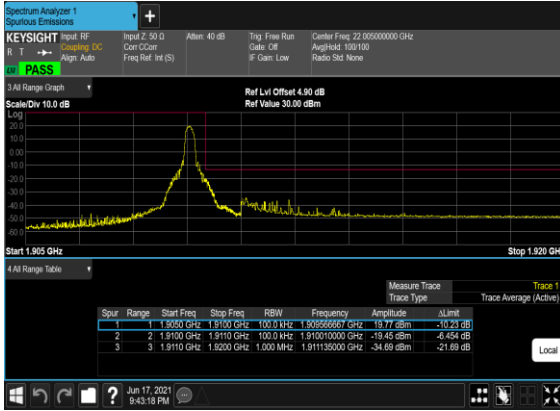 Spectrum Analyzer 1
Spurious Emissions
KEYSIGHT Input: RF Input Z: 50 Ω Atten: 40 dB Trig: Free Run Center Freq: 22.005000000 GHz
R T Coupling: DC Corr CCorr Gate: Off Avg|Hold: 100/100
Align: Auto Freq Ref: Int (S) IF Gain: Low Radio Std: None
PASS
3 All Range Graph Ref Lvl Offset 4.90 dB
Scale/Div 10.0 dB Ref Value 30.00 dBm
Log
20.0
10.0
0.00
-10.0
-20.0
-30.0
-40.0
-50.0
-60.0
Start 1.905 GHz Stop 1.920 GH
4 All Range Table
Measure Trace Trace 1
Trace Type Trace Average (Active)
Spur Range Start Freq Stop Freq RBW Frequency Amplitude ΔLimit
1 1 1.9050 GHz 1.9100 GHz 100.0 kHz 1.909566667 GHz 19.77 dBm -10.23 dB
2 2 1.9100 GHz 1.9110 GHz 100.0 kHz 1.910010000 GHz -19.45 dBm -6.454 dB
3 3 1.9110 GHz 1.9200 GHz 1.000 MHz 1.911135000 GHz -34.69 dBm -21.69 dB
Local
Jun 17, 2021
9:43:18 PM